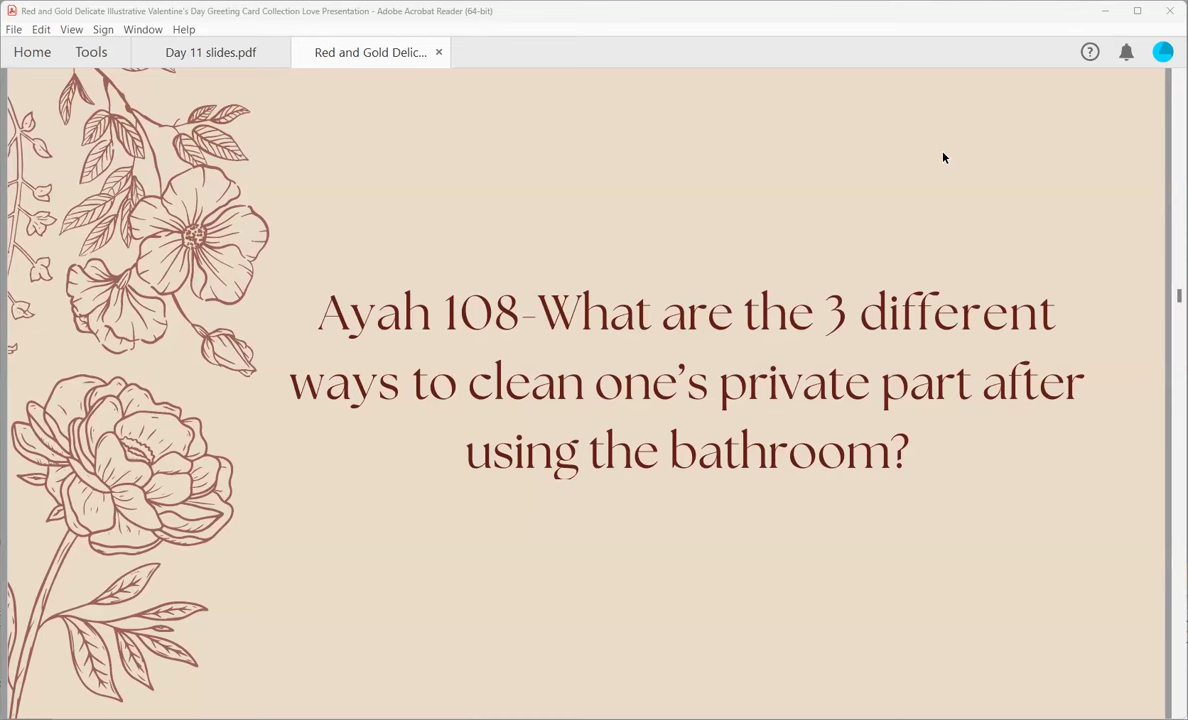 Red and Gold Delicate Illustrative Valentine's Day Greeting Card Collection Love Presentation - Adobe Acrobat Reader (64-bit)
File Edit View Sign Window Help
Home Tools Day 11 slides.pdf Red and Gold Delic... ×
Ayah 108-What are the 3 different
ways to clean one's private part after
using the bathroom?